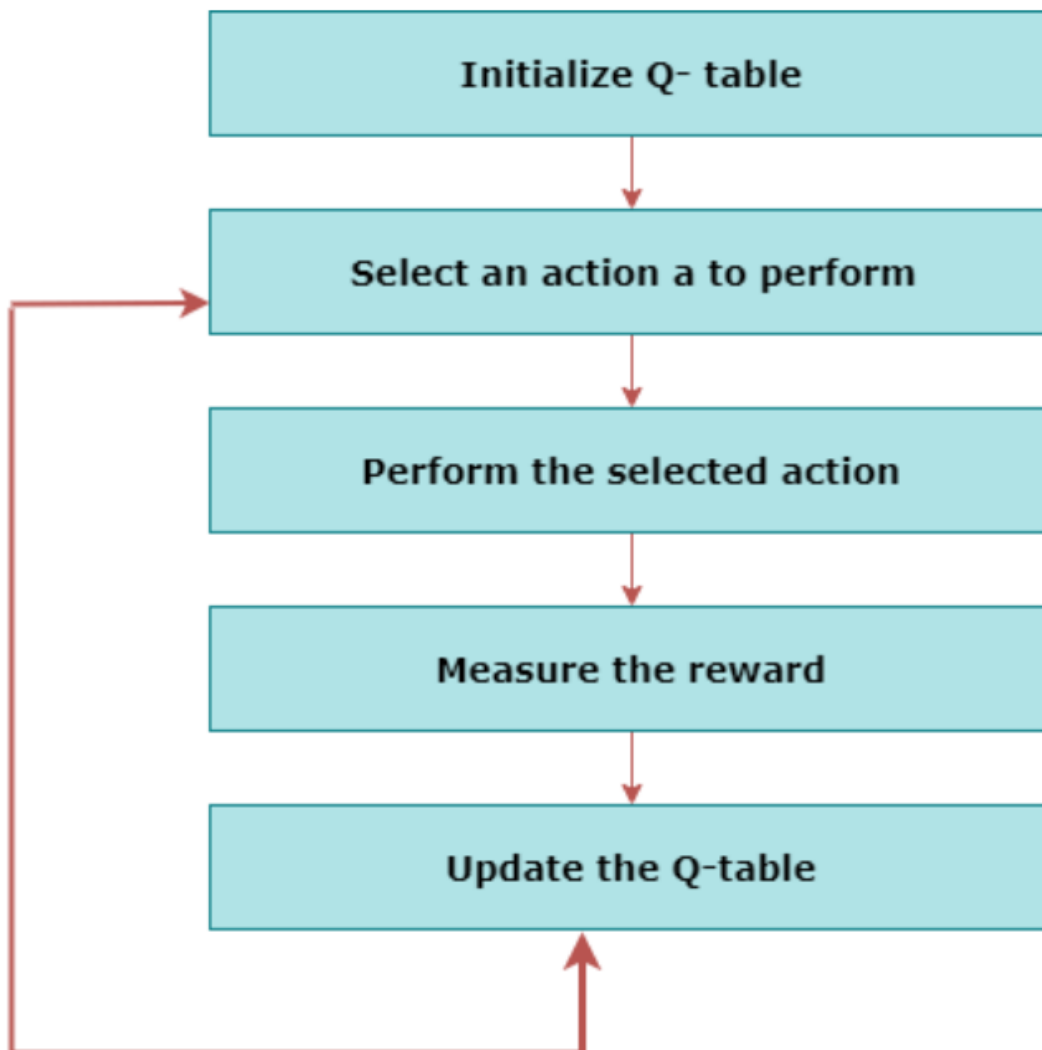 Initialize Q- table
Select an action a to perform
Perform the selected action
Measure the reward
Update the Q-table